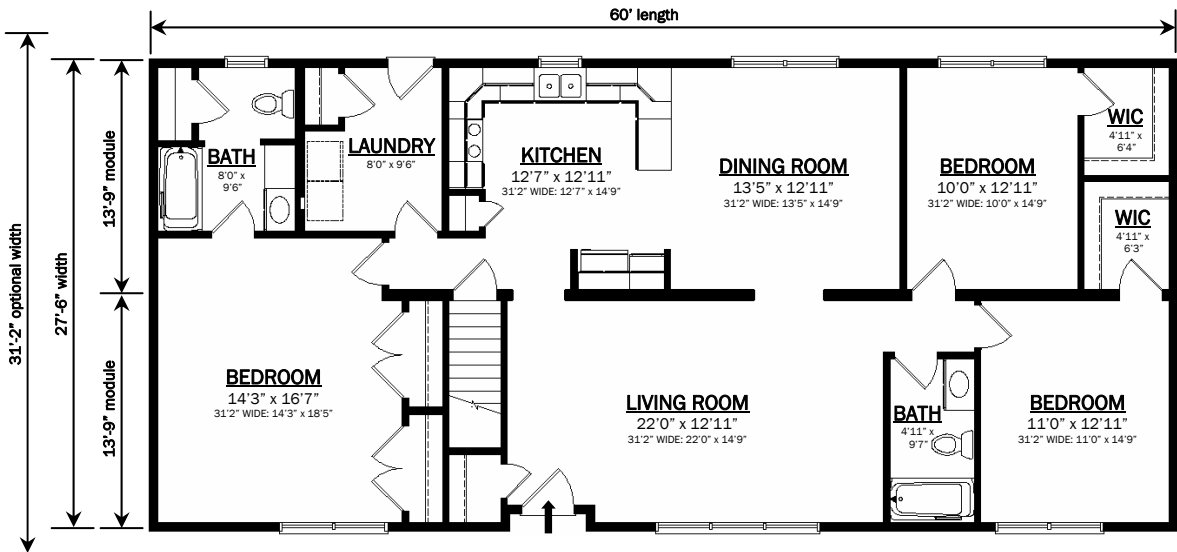 60' length
31'-2" optional width
27'-6" width
13'-9" module
13'-9" module
BATH
8'0" x
9'6"
LAUNDRY
8'0" x 9'6"
KITCHEN
12'7" x 12'11"
31'2" WIDE: 12'7" x 14'9"
DINING ROOM
13'5" x 12'11"
31'2" WIDE: 13'5" x 14'9"
BEDROOM
10'0" x 12'11"
31'2" WIDE: 10'0" x 14'9"
WIC
4'11" x
6'4"
WIC
4'11" x
6'3"
BEDROOM
14'3" x 16'7"
31'2" WIDE: 14'3" x 18'5"
LIVING ROOM
22'0" x 12'11"
31'2" WIDE: 22'0" x 14'9"
BATH
4'11" x
9'7"
BEDROOM
11'0" x 12'11"
31'2" WIDE: 11'0" x 14'9"